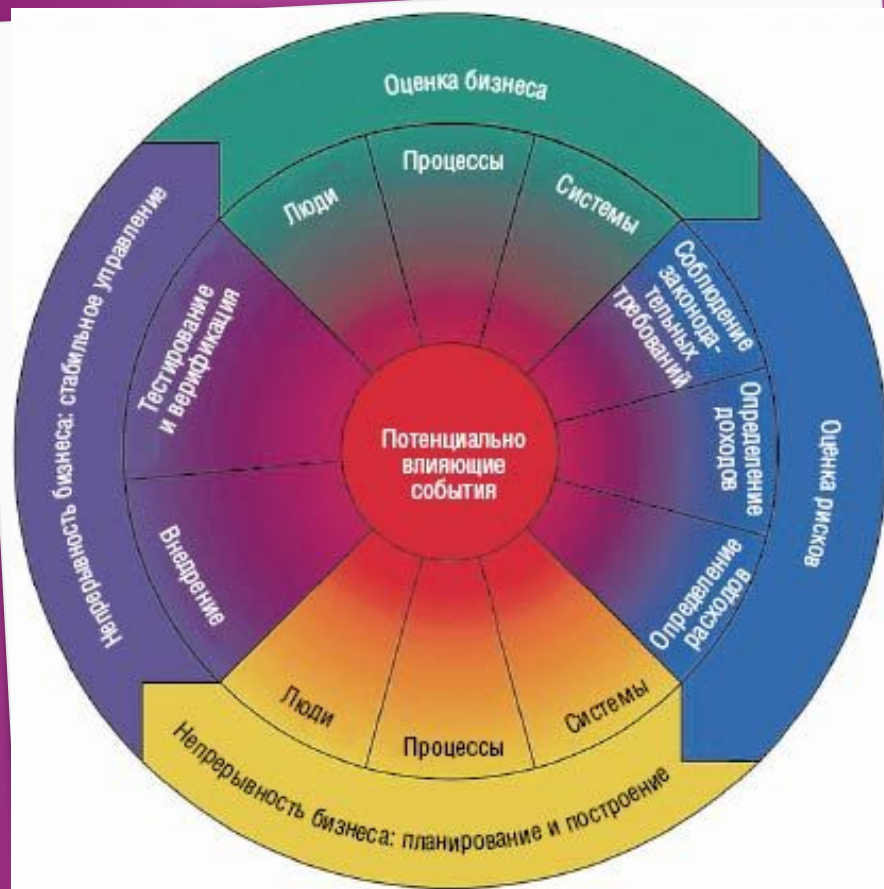 Оценка бизнеса
Люди
Процессы
Системы
Соблюдение
законода-
тельных
требований
Определение
доходов
Определение
расходов
Оценка рисков
Системы
Процессы
Люди
Непрерывность бизнеса: планирование и построение
Внедрение
Тестирование
и верификация
Непрерывность бизнеса: стабильное управление
Потенциально
влияющие
события